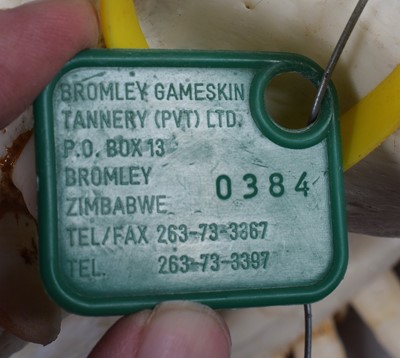 BROMLEY GAMESKIN
TANNERY (PVT) LTD.
P.O. BOX 13
BROMLEY
ZIMBABWE
0384
TEL/FAX 263-73-3367
TEL. 263-73-3397